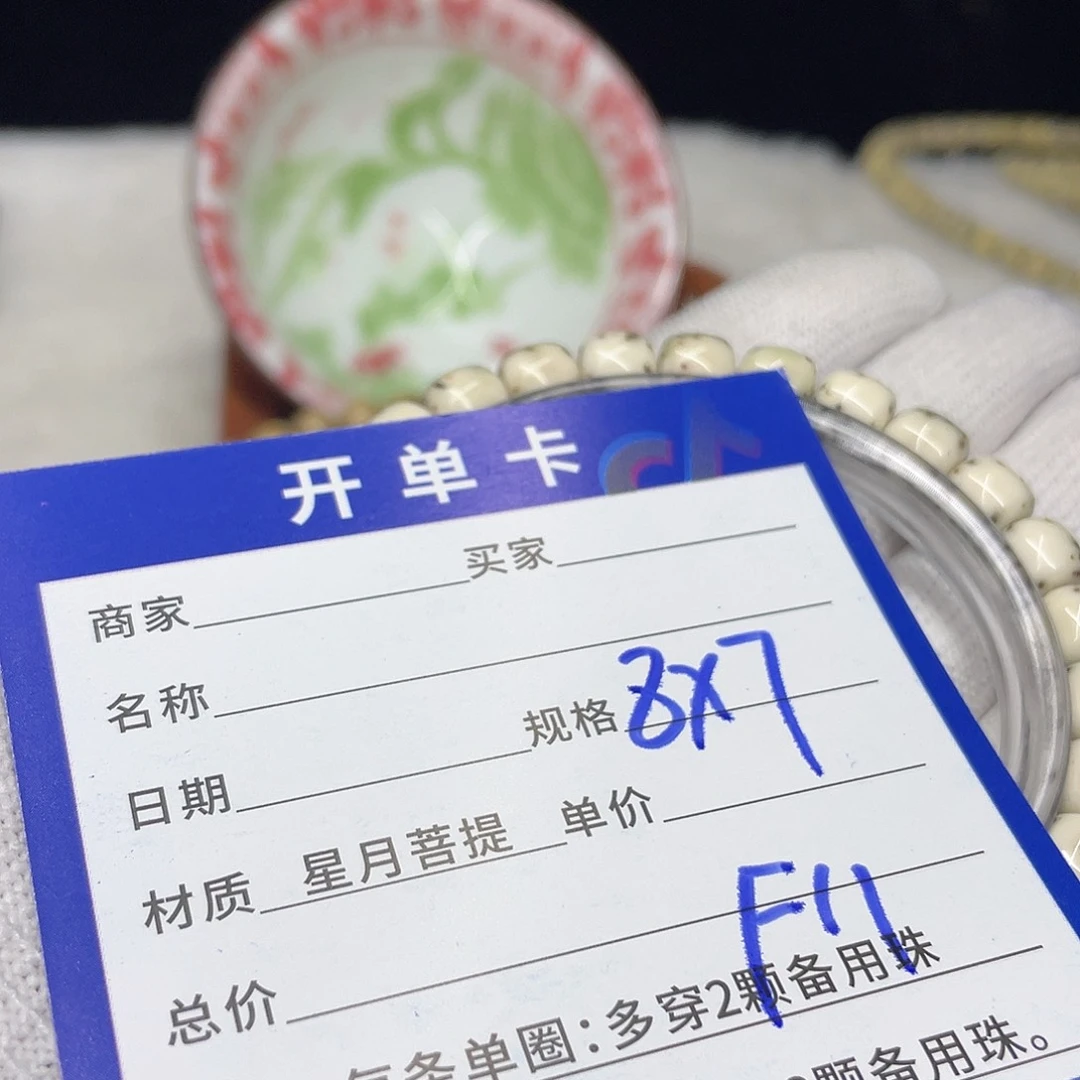 开单卡
商家 买家
名称
日期 规格 8x7
材质 星月菩提 单价
总价 F11
每条单圈：多穿2颗备用珠
2颗备用珠。